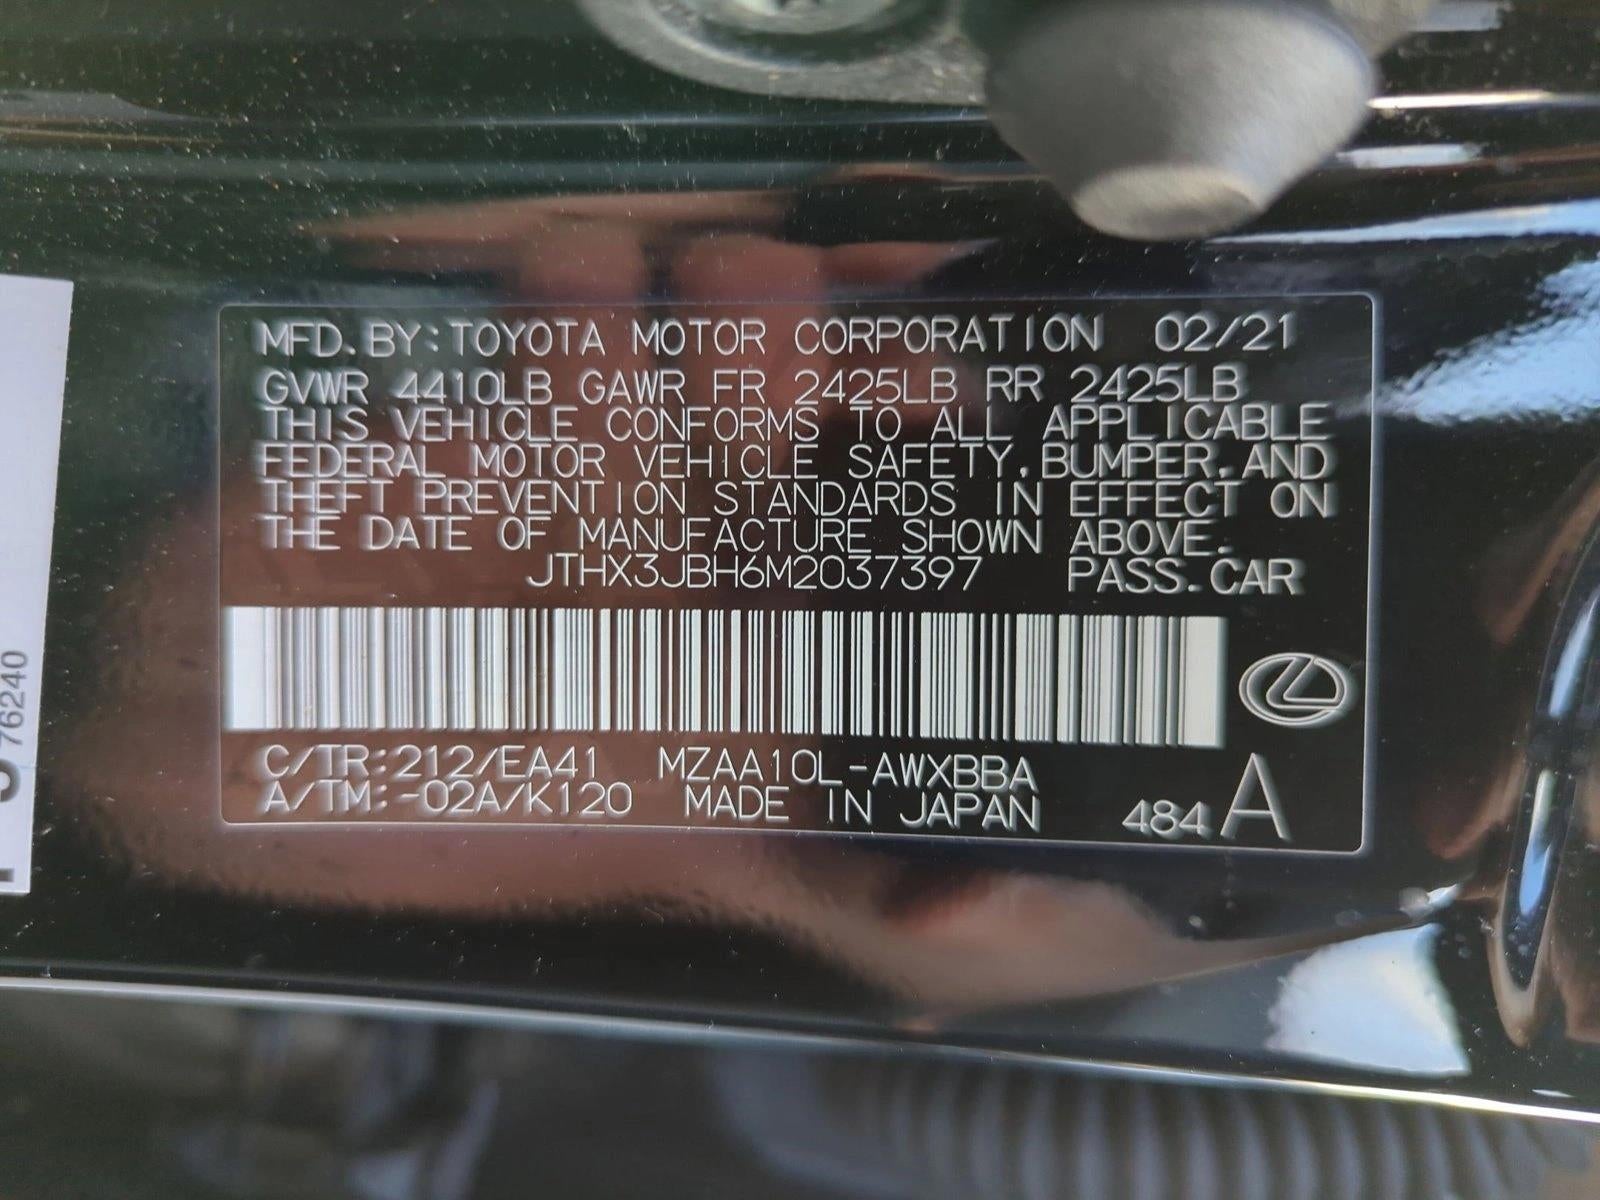 MFD.BY:TOYOTA MOTOR CORPORATION 02/21
GVWR 4410LB GAWR FR 2425LB RR 2425LB
THIS VEHICLE CONFORMS TO ALL APPLICABLE
FEDERAL MOTOR VEHICLE SAFETY,BUMPER,AND
THEFT PREVENTION STANDARDS IN EFFECT ON
THE DATE OF MANUFACTURE SHOWN ABOVE.
JTHX3JBH6M2037397 PASS.CAR
C/TR:212/EA41 MZAA10L-AWXBBA
A/TM:-02A/K120 MADE IN JAPAN 484 A
76240